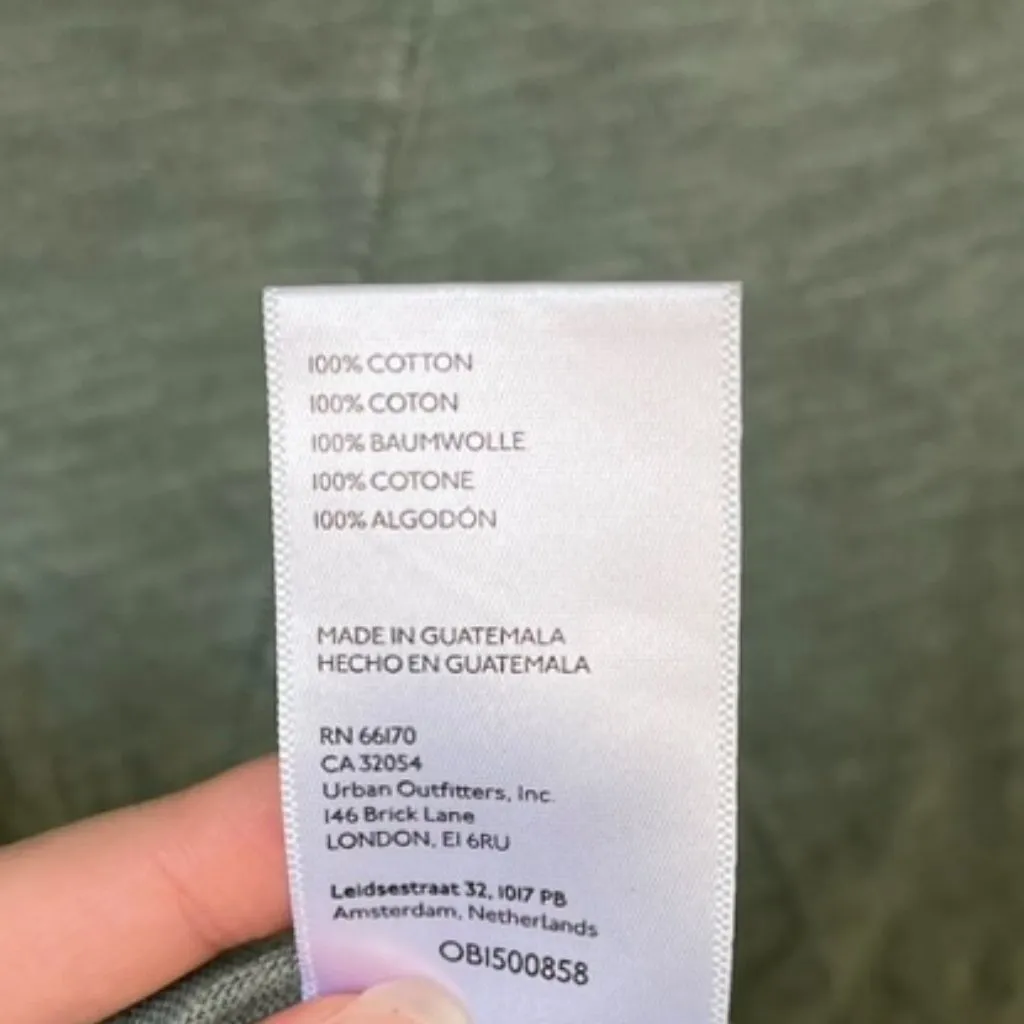 100% COTTON
100% COTON
100% BAUMWOLLE
100% COTONE
100% ALGODÓN
MADE IN GUATEMALA
HECHO EN GUATEMALA
RN 66170
CA 32054
Urban Outfitters, Inc.
146 Brick Lane
LONDON, E1 6RU
Leidsestraat 32, 1017 PB
Amsterdam, Netherlands
OB1500858